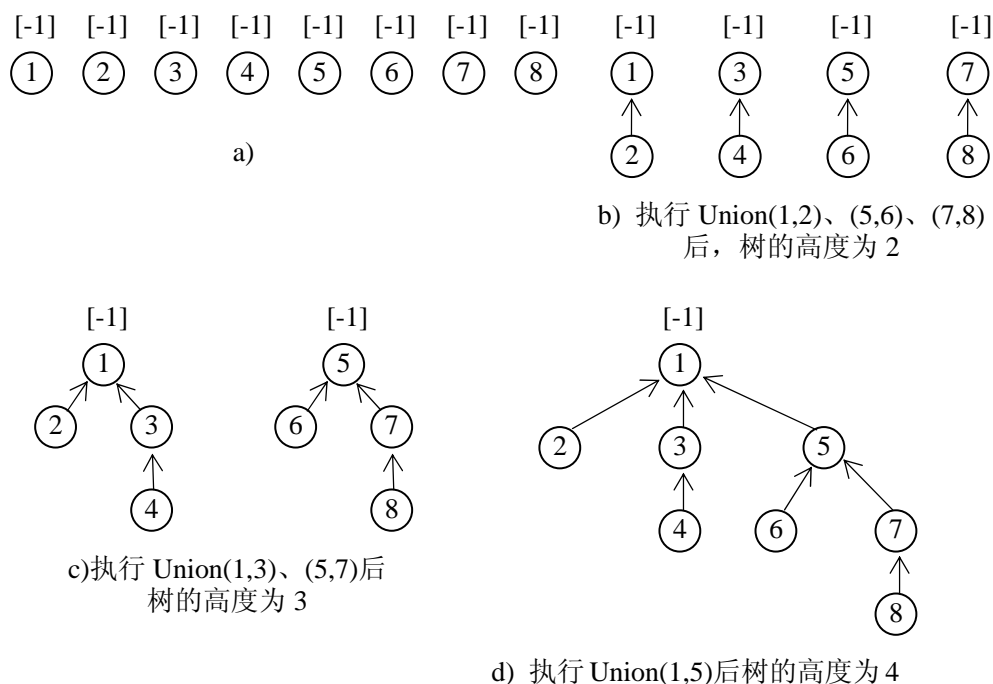 [-1] [-1] [-1] [-1] [-1] [-1] [-1] [-1]
1 2 3 4 5 6 7 8
a)
[-1] [-1] [-1] [-1]
1 3 5 7
2 4 6 8
b) 执行 Union(1,2)、(5,6)、(7,8)
后，树的高度为 2
[-1] [-1]
1 5
2 3 6 7
4 8
c)执行 Union(1,3)、(5,7)后
树的高度为 3
[-1]
1
2 3 5
4 6 7
8
d) 执行 Union(1,5)后树的高度为 4